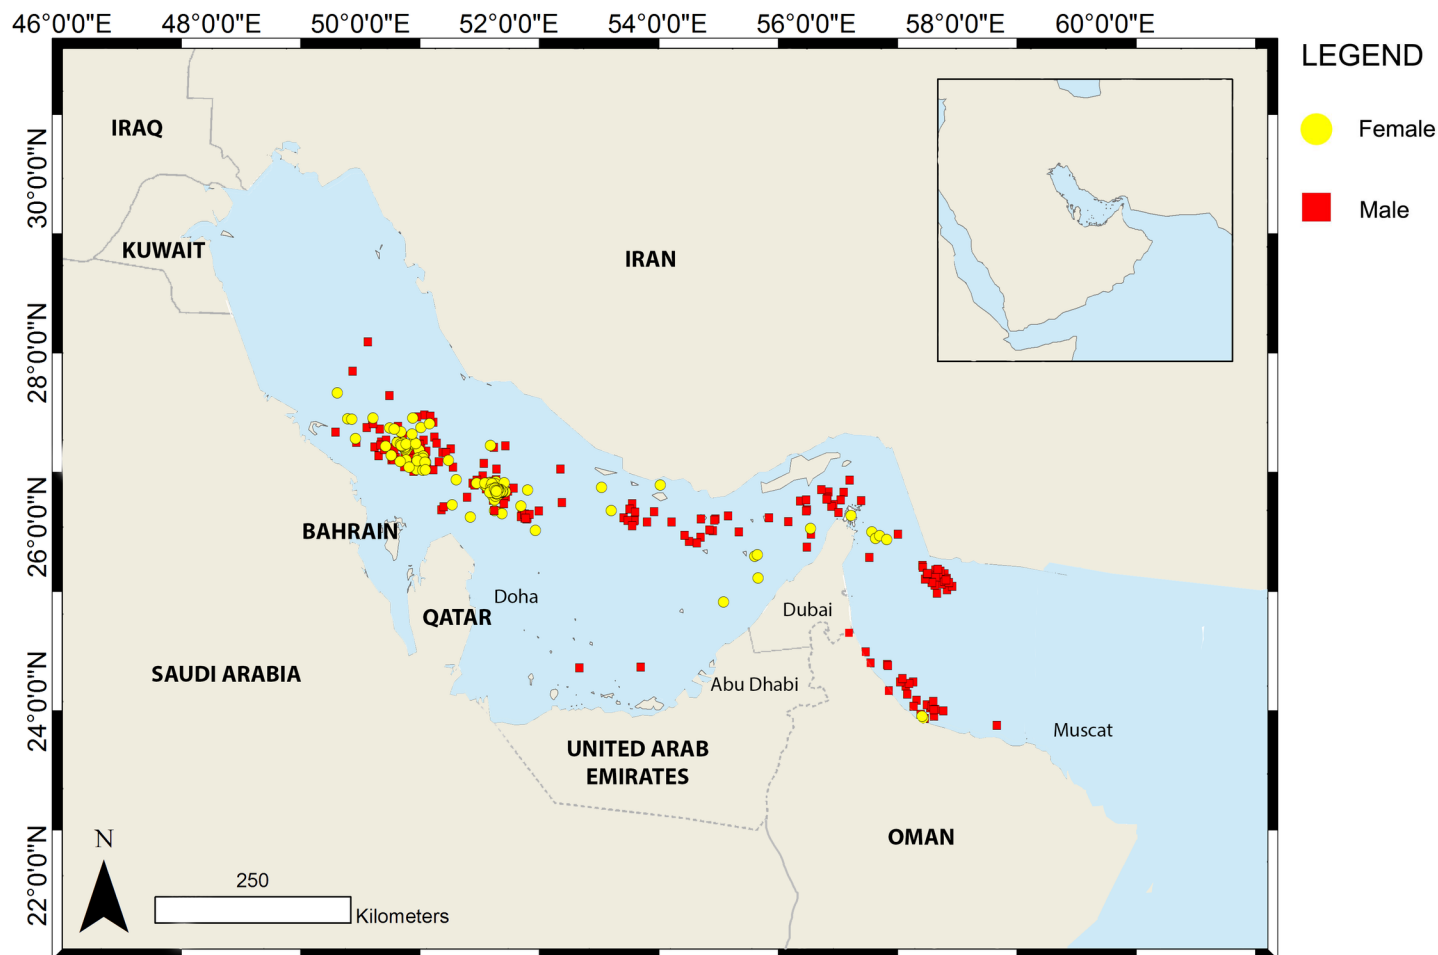 46°0'0"E 48°0'0"E 50°0'0"E 52°0'0"E 54°0'0"E 56°0'0"E 58°0'0"E 60°0'0"E
LEGEND
Female
Male
IRAQ
30°0'0"N
KUWAIT
IRAN
28°0'0"N
26°0'0"N
BAHRAIN
Doha
QATAR
Dubai
SAUDI ARABIA
Abu Dhabi
24°0'0"N
Muscat
UNITED ARAB
EMIRATES
OMAN
N
22°0'0"N
250
Kilometers